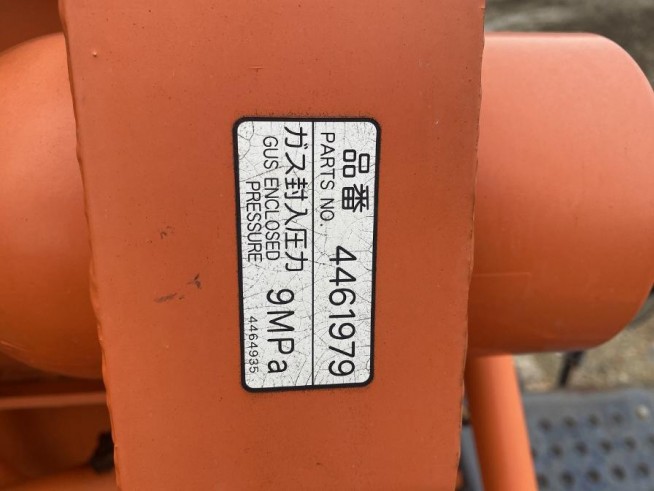 品番 4461979
PARTS NO.
ガス封入圧力 9MPa
GUS ENCLOSED
PRESSURE
4464935